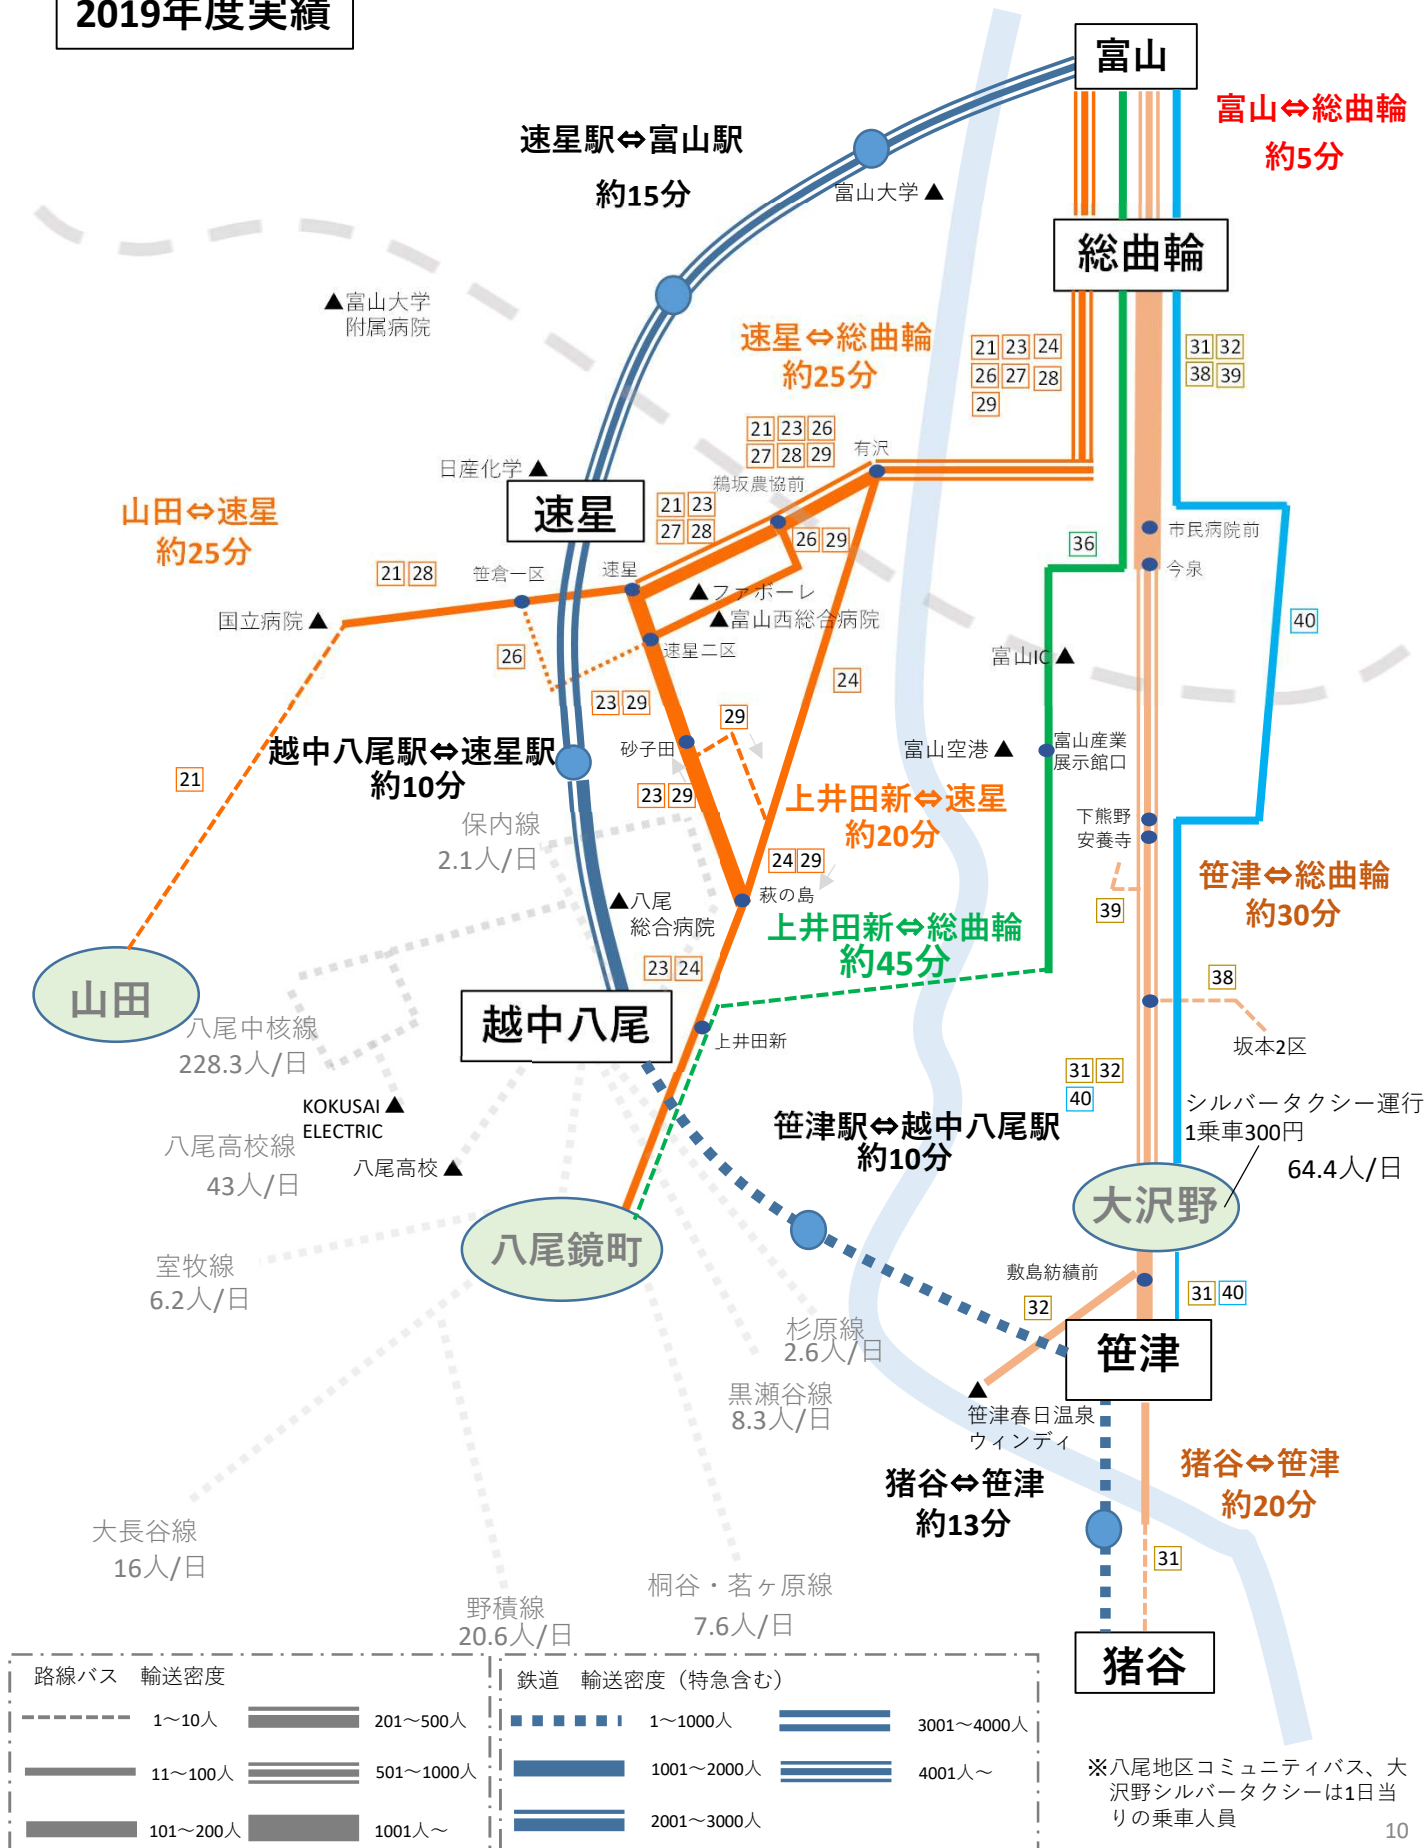 2019年度実績
富山
富山⇔総曲輪
約5分
速星駅⇔富山駅
約15分
富山大学▲
総曲輪
▲富山大学
附属病院
速星⇔総曲輪
約25分
21 23 24
26 27 28
29
31 32
38 39
21 23 26
27 28 29
有沢
日産化学▲
鵜坂農協前
速星
21 23
27 28
山田⇔速星
約25分
市民病院前
36
26 29
今泉
21 28
笹倉一区
速星
▲ファボーレ
国立病院▲
▲富山西総合病院
40
速星二区
26
富山IC▲
24
23 29
29
砂子田
越中八尾駅⇔速星駅
約10分
富山空港▲
富山産業
展示館口
21
23 29
上井田新⇔速星
約20分
保内線
2.1人/日
下熊野
安養寺
24 29
笹津⇔総曲輪
約30分
▲八尾
総合病院
萩の島
39
上井田新⇔総曲輪
約45分
23 24
38
山田
越中八尾
八尾中核線
228.3人/日
上井田新
坂本2区
31 32
40
KOKUSAI▲
ELECTRIC
シルバータクシー運行
1乗車300円
64.4人/日
笹津駅⇔越中八尾駅
約10分
八尾高校線
43人/日
八尾高校▲
大沢野
八尾鏡町
室牧線
6.2人/日
敷島紡績前
31 40
32
杉原線
2.6人/日
笹津
黒瀬谷線
8.3人/日
▲
笹津春日温泉
ウィンディ
猪谷⇔笹津
約13分
猪谷⇔笹津
約20分
大長谷線
16人/日
31
桐谷・茗ヶ原線
7.6人/日
野積線
20.6人/日
猪谷
路線バス　輸送密度
1～10人
201～500人
11～100人
501～1000人
101～200人
1001人～
鉄道　輸送密度（特急含む）
1～1000人
3001～4000人
1001～2000人
4001人～
2001～3000人
※八尾地区コミュニティバス、大
沢野シルバータクシーは1日当
りの乗車人員
10